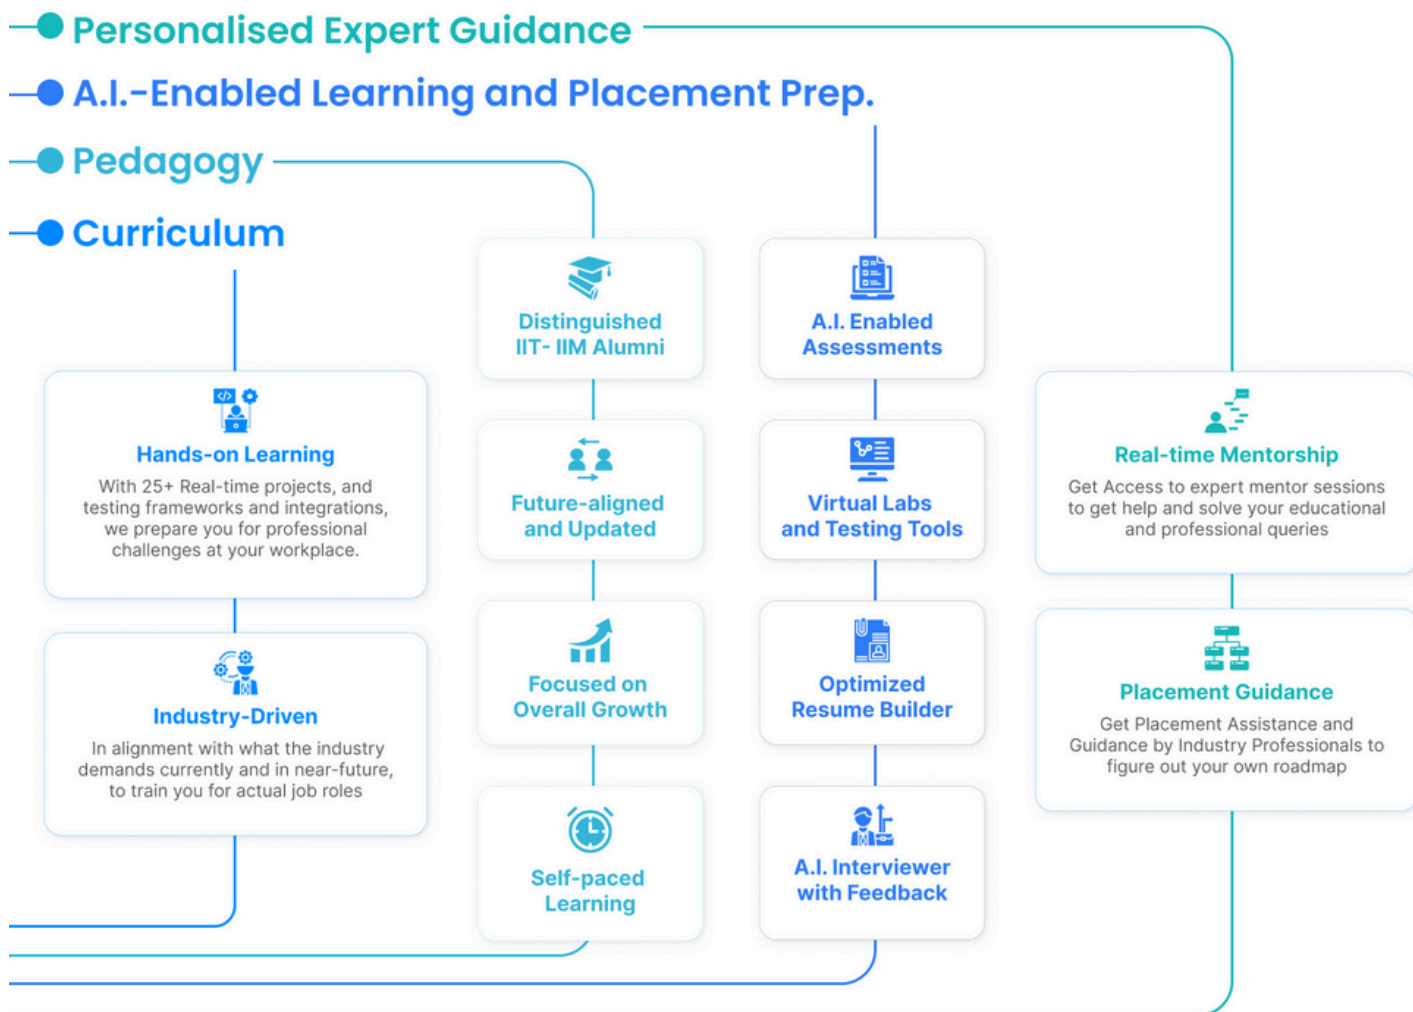 Personalised Expert Guidance
A.I.-Enabled Learning and Placement Prep.
Pedagogy
Curriculum
Hands-on Learning
With 25+ Real-time projects, and
testing frameworks and integrations,
we prepare you for professional
challenges at your workplace.
Industry-Driven
In alignment with what the industry
demands currently and in near-future,
to train you for actual job roles
Distinguished
IIT- IIM Alumni
Future-aligned
and Updated
Focused on
Overall Growth
Self-paced
Learning
A.I. Enabled
Assessments
Virtual Labs
and Testing Tools
Optimized
Resume Builder
A.I. Interviewer
with Feedback
Real-time Mentorship
Get Access to expert mentor sessions
to get help and solve your educational
and professional queries
Placement Guidance
Get Placement Assistance and
Guidance by Industry Professionals to
figure out your own roadmap